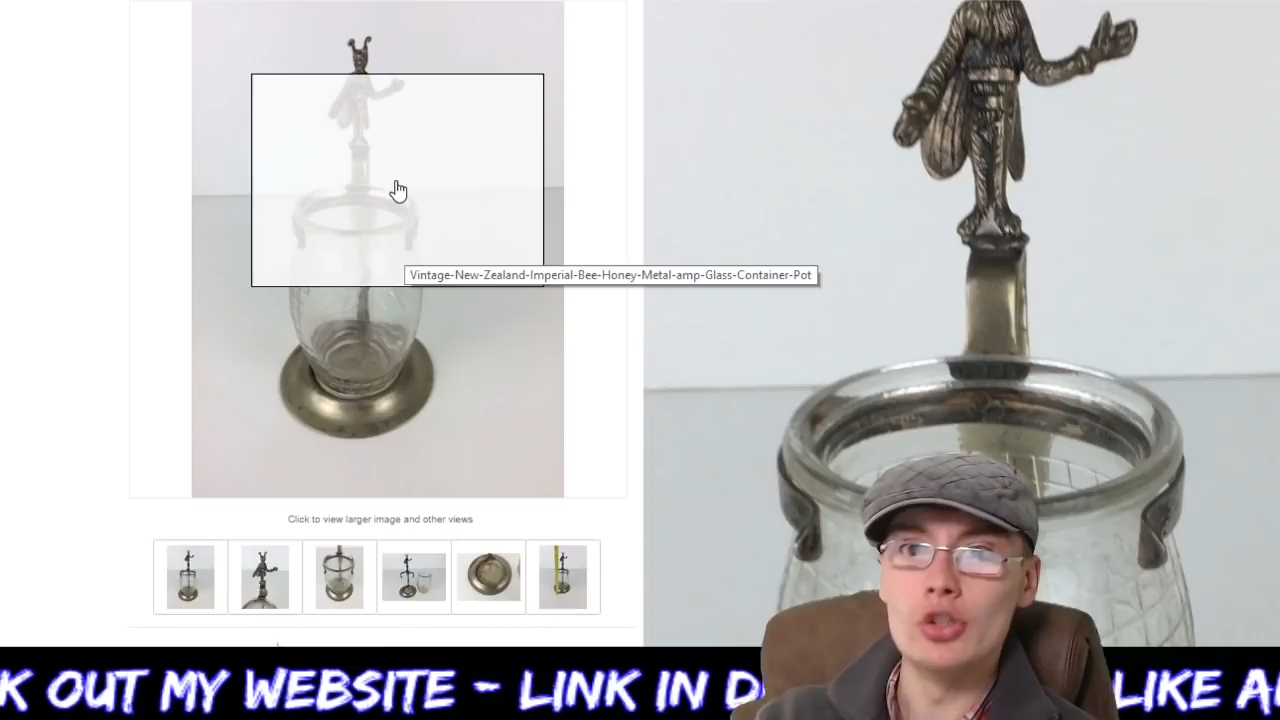 Vintage-New-Zealand-Imperial-Bee-Honey-Metal-amp-Glass-Container-Pot
Click to view larger image and other views
K OUT MY WEBSITE - LINK IN D LIKE A